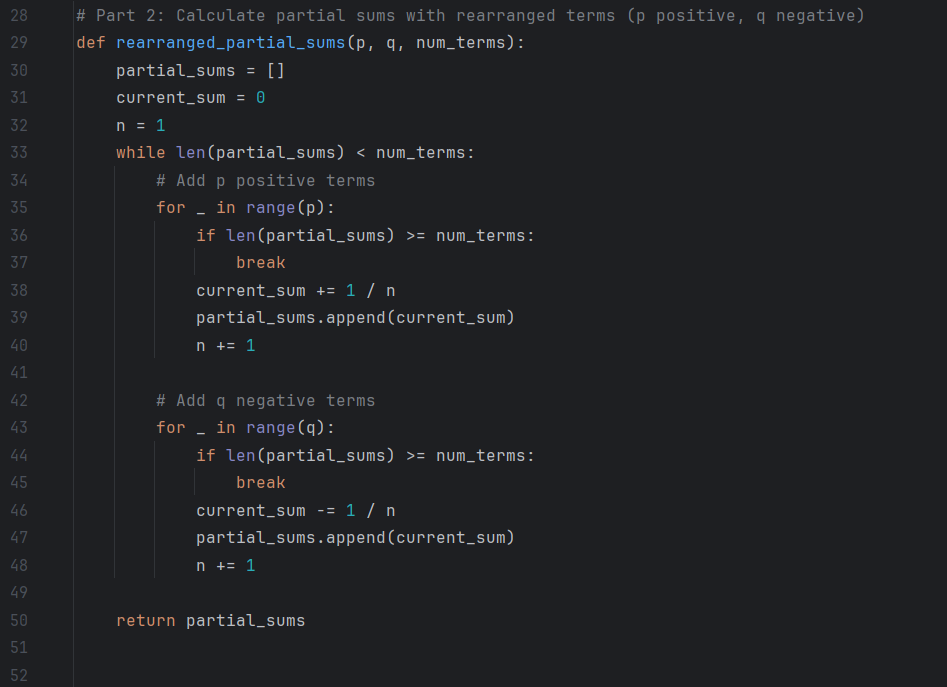 28 # Part 2: Calculate partial sums with rearranged terms (p positive, q negative)
29 def rearranged_partial_sums(p, q, num_terms):
30     partial_sums = []
31     current_sum = 0
32     n = 1
33     while len(partial_sums) < num_terms:
34         # Add p positive terms
35         for _ in range(p):
36             if len(partial_sums) >= num_terms:
37                 break
38             current_sum += 1 / n
39             partial_sums.append(current_sum)
40             n += 1
41
42         # Add q negative terms
43         for _ in range(q):
44             if len(partial_sums) >= num_terms:
45                 break
46             current_sum -= 1 / n
47             partial_sums.append(current_sum)
48             n += 1
49
50     return partial_sums
51
52